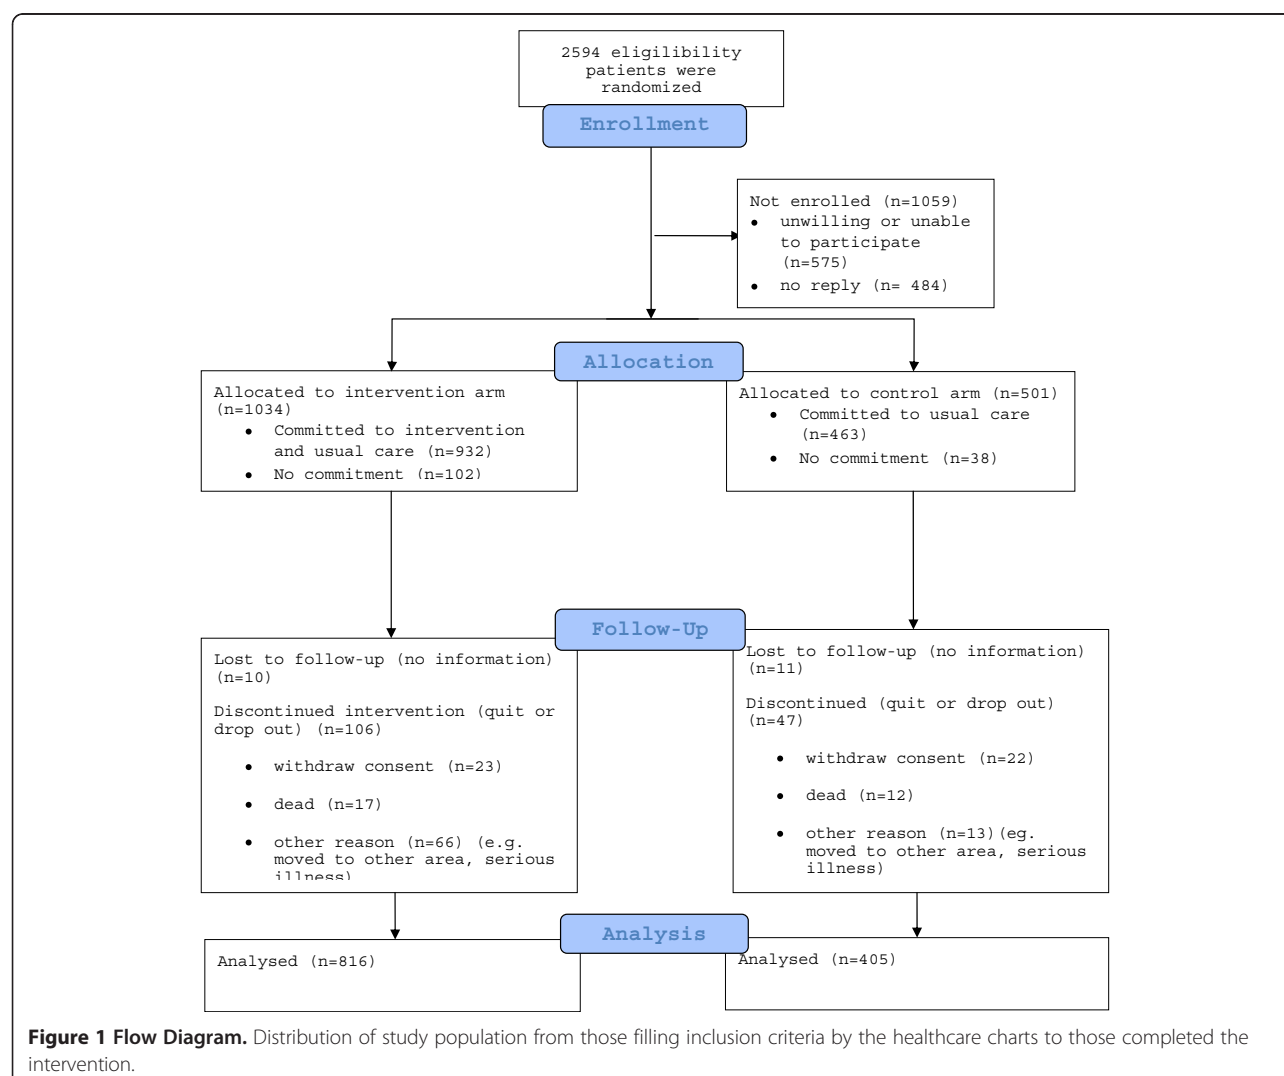 2594 eligilibility
patients were
randomized
Enrollment
Not enrolled (n=1059)
• unwilling or unable
to participate
(n=575)
• no reply (n= 484)
Allocation
Allocated to intervention arm
(n=1034)
• Committed to intervention
and usual care (n=932)
• No commitment (n=102)
Allocated to control arm (n=501)
• Committed to usual care
(n=463)
• No commitment (n=38)
Follow-Up
Lost to follow-up (no information)
(n=10)
Discontinued intervention (quit or
drop out) (n=106)
• withdraw consent (n=23)
• dead (n=17)
• other reason (n=66) (e.g.
moved to other area, serious
illness)
Lost to follow-up (no information)
(n=11)
Discontinued (quit or drop out)
(n=47)
• withdraw consent (n=22)
• dead (n=12)
• other reason (n=13)(eg.
moved to other area, serious
illness)
Analysis
Analysed (n=816)
Analysed (n=405)
Figure 1 Flow Diagram. Distribution of study population from those filling inclusion criteria by the healthcare charts to those completed the
intervention.